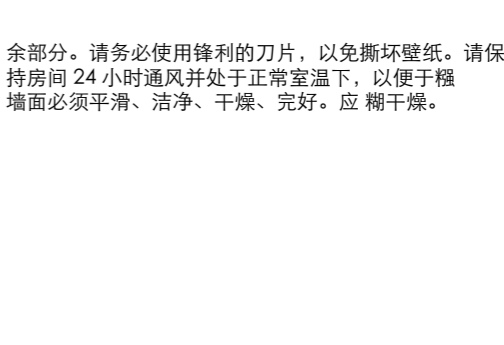 余部分。请务必使用锋利的刀片，以免撕坏壁纸。请保
持房间 24 小时通风并处于正常室温下，以便于糨
墙面必须平滑、洁净、干燥、完好。应 糊干燥。